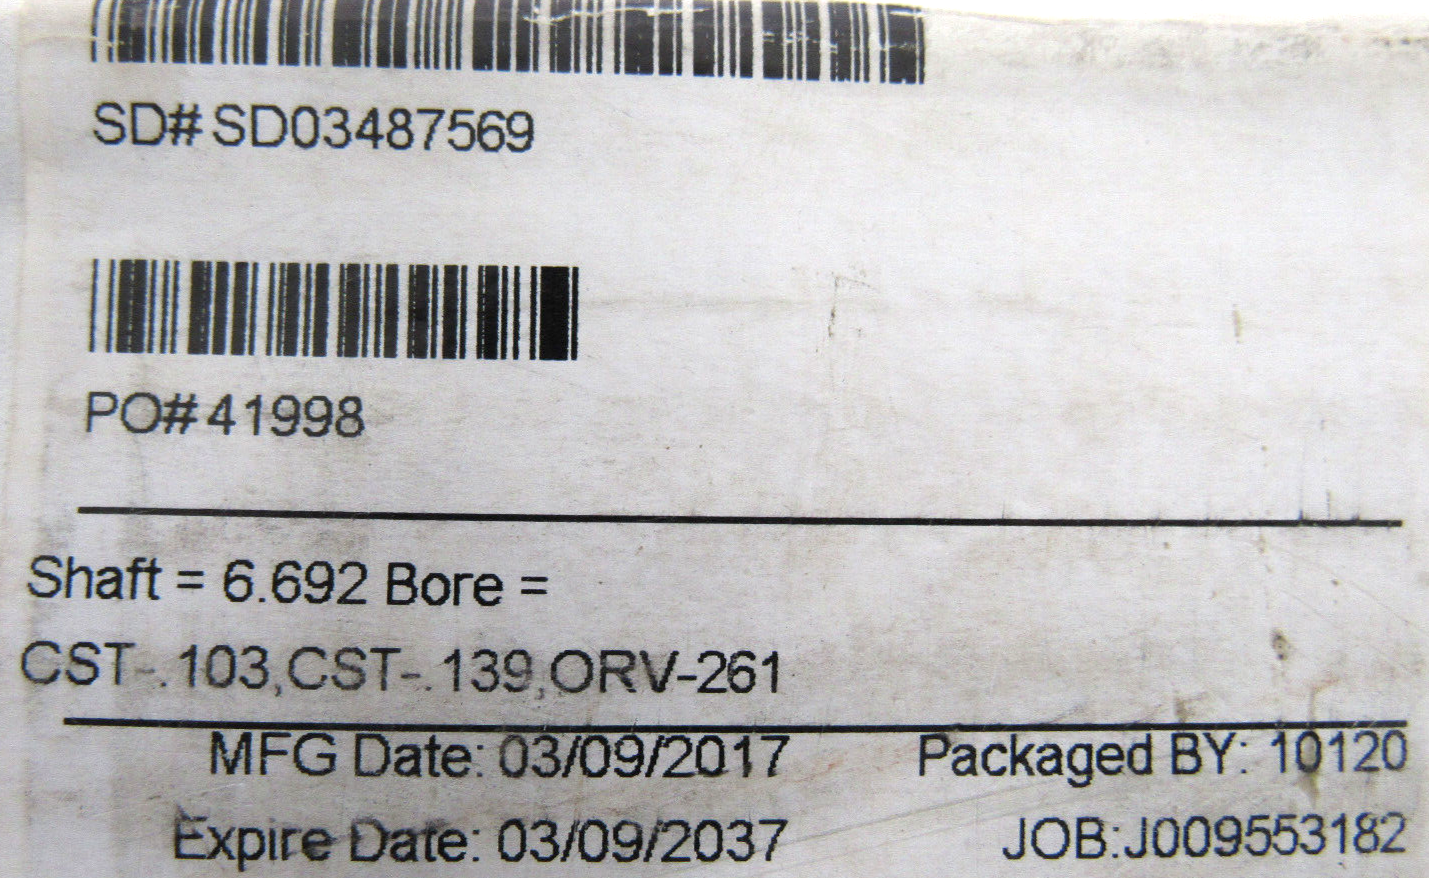 SD# SD03487569
PO# 41998
Shaft = 6.692 Bore =
CST-.103,CST-.139,ORV-261
MFG Date: 03/09/2017 Packaged BY: 10120
Expire Date: 03/09/2037 JOB:J009553182